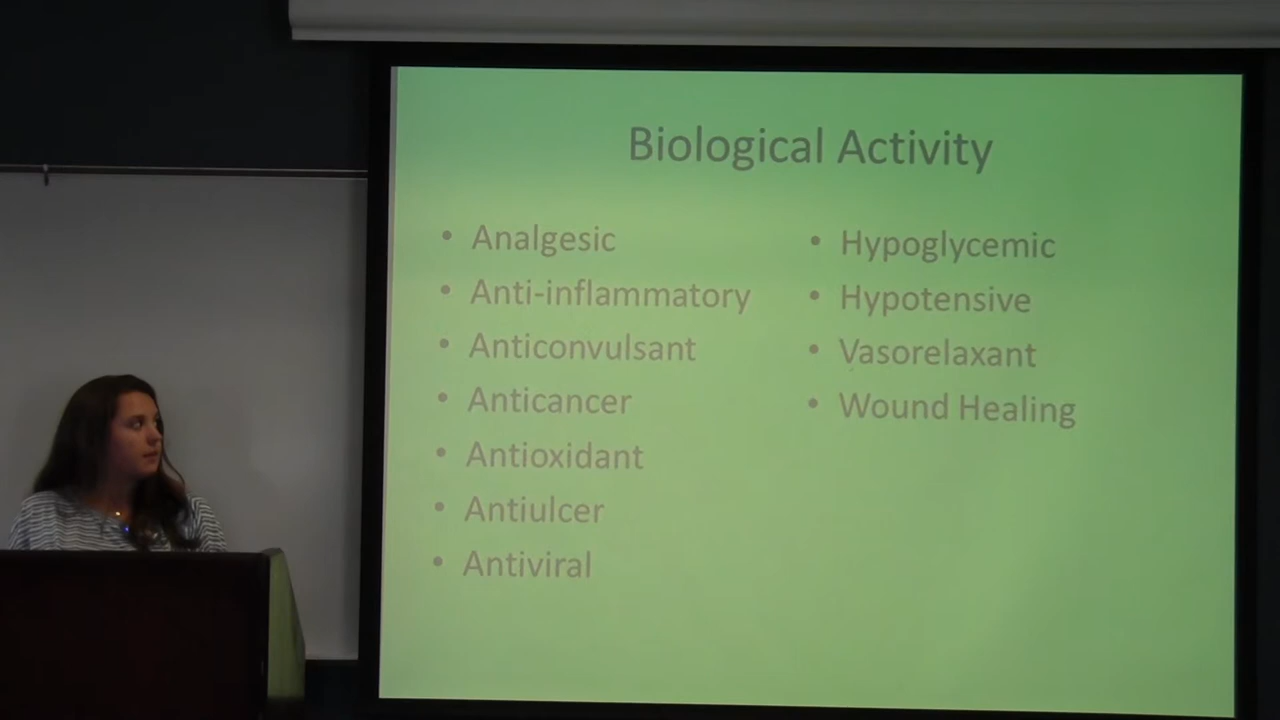 Biological Activity
• Analgesic
• Anti-inflammatory
• Anticonvulsant
• Anticancer
• Antioxidant
• Antiulcer
• Antiviral
• Hypoglycemic
• Hypotensive
• Vasorelaxant
• Wound Healing